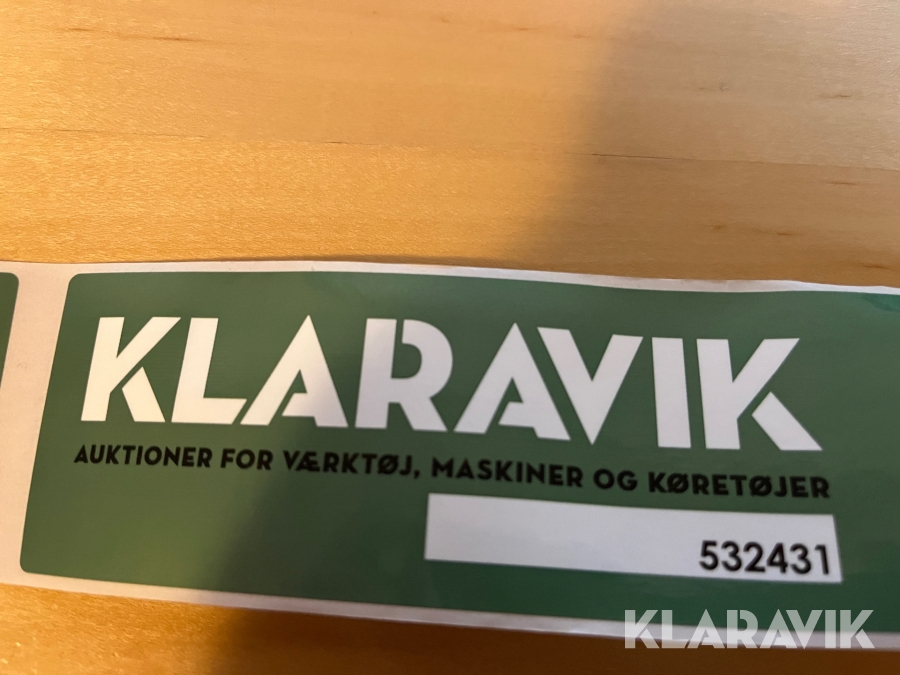 KLARAVIK
AUKTIONER FOR VÆRKTØJ, MASKINER OG KØRETØJER
532431
KLARAVIK